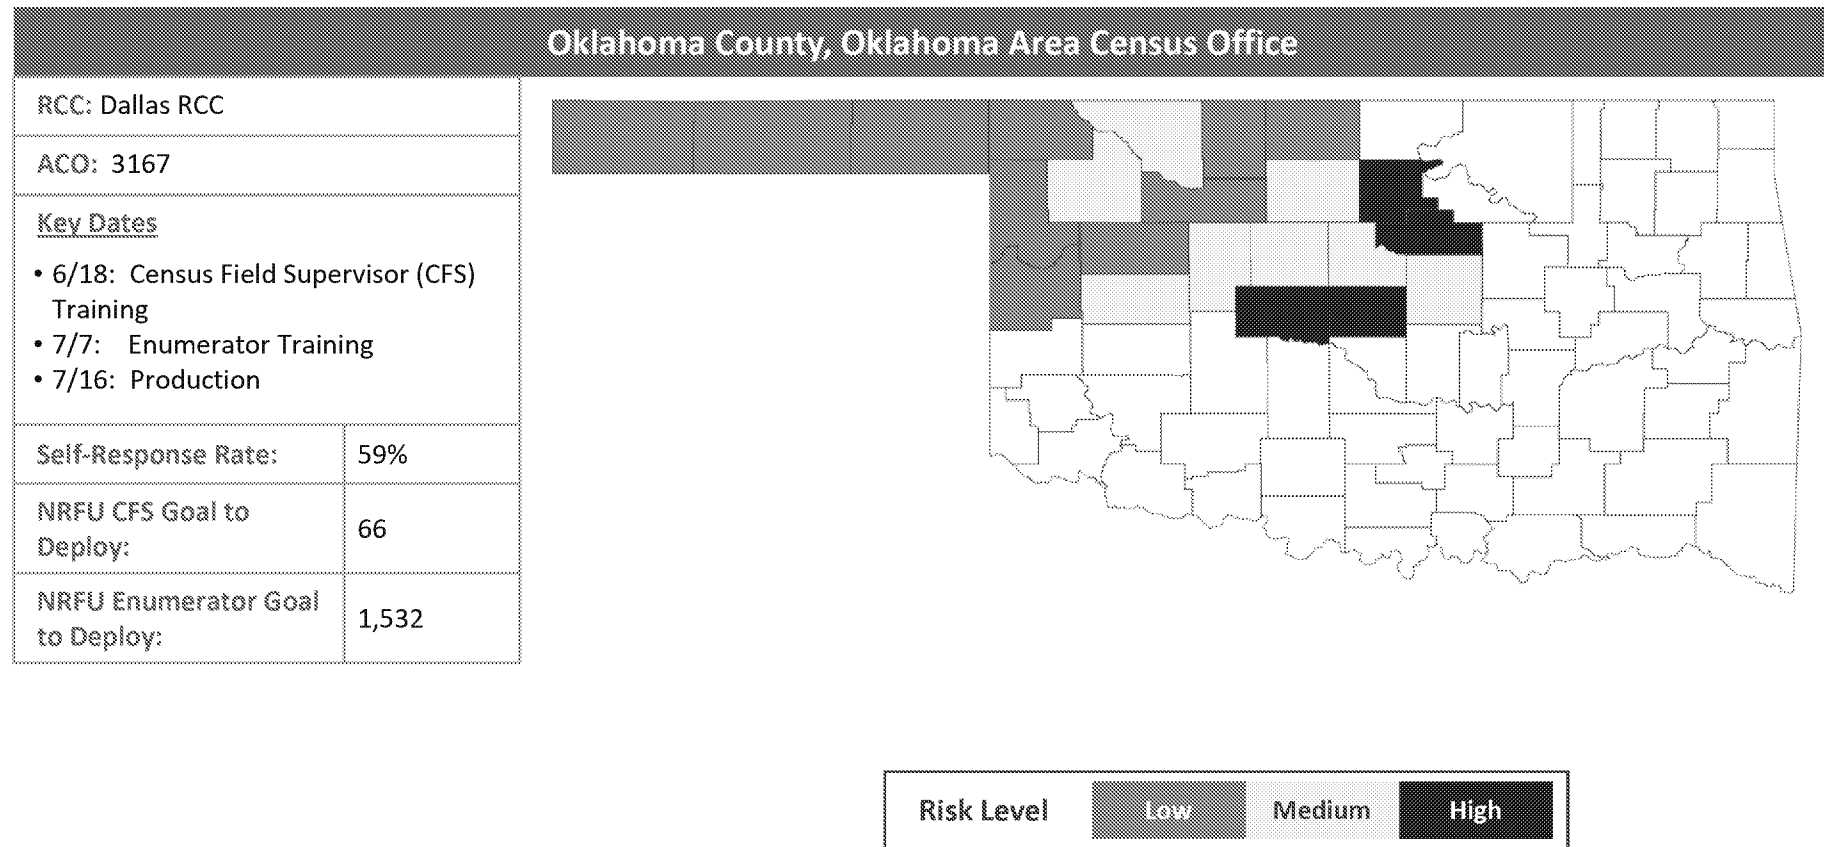 Oklahoma County, Oklahoma Area Census Office
RCC: Dallas RCC
ACO: 3167
Key Dates
• 6/18: Census Field Supervisor (CFS)
Training
• 7/7: Enumerator Training
• 7/16: Production
Self-Response Rate: 59%
NRFU CFS Goal to
Deploy: 66
NRFU Enumerator Goal
to Deploy: 1,532
Risk Level Low Medium High